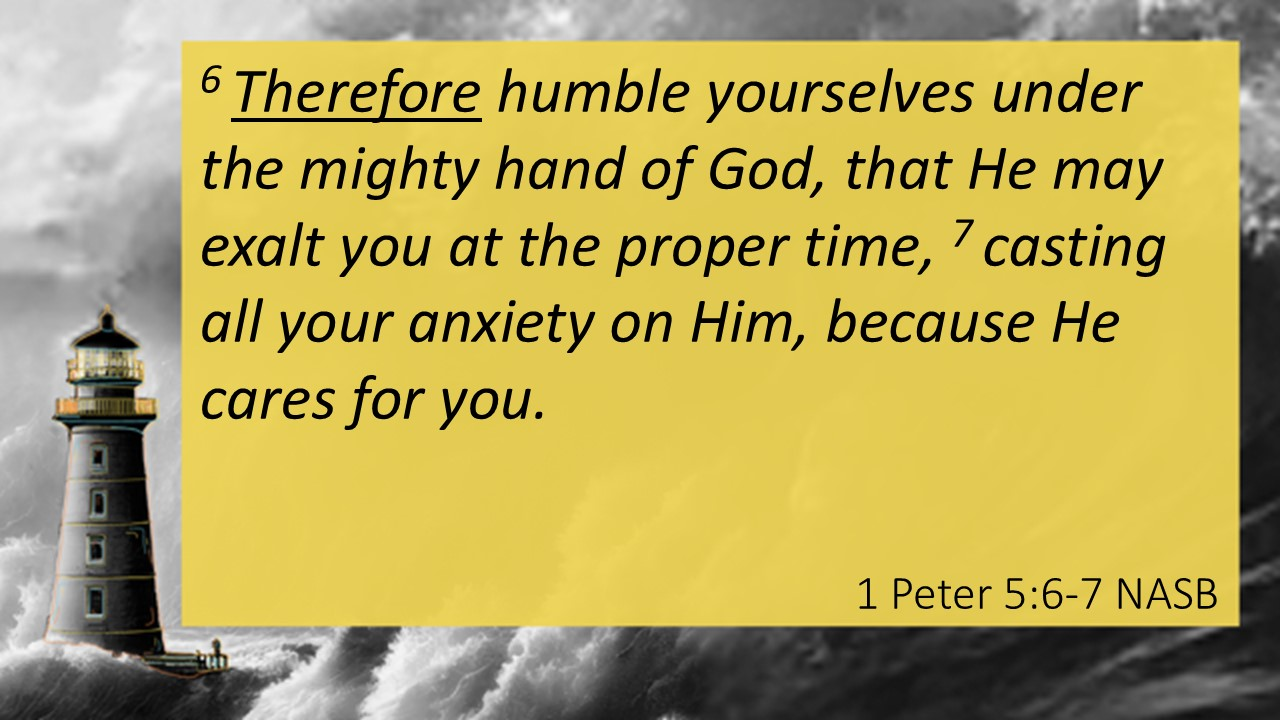 6 Therefore humble yourselves under
the mighty hand of God, that He may
exalt you at the proper time, 7 casting
all your anxiety on Him, because He
cares for you.
1 Peter 5:6-7 NASB